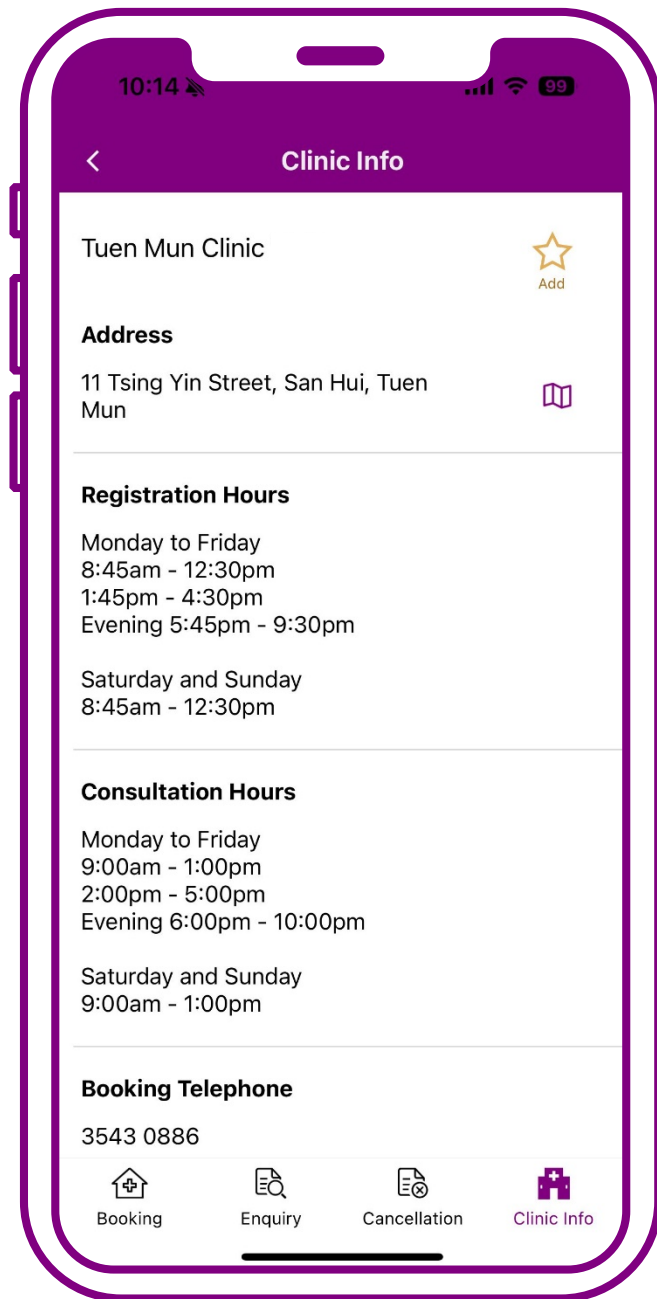 10:14
99
Clinic Info
Tuen Mun Clinic
Add
Address
11 Tsing Yin Street, San Hui, Tuen
Mun
Registration Hours
Monday to Friday
8:45am - 12:30pm
1:45pm - 4:30pm
Evening 5:45pm - 9:30pm
Saturday and Sunday
8:45am - 12:30pm
Consultation Hours
Monday to Friday
9:00am - 1:00pm
2:00pm - 5:00pm
Evening 6:00pm - 10:00pm
Saturday and Sunday
9:00am - 1:00pm
Booking Telephone
3543 0886
Booking Enquiry Cancellation Clinic Info